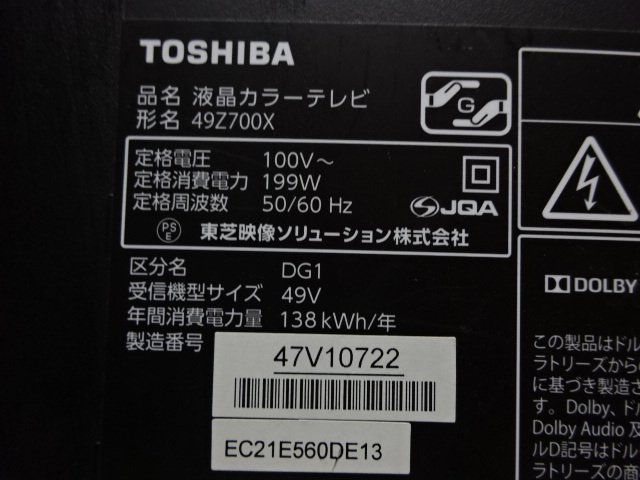 TOSHIBA
品名 液晶カラーテレビ
形名 49Z700X
G
定格電圧 100V～
定格消費電力 199W
定格周波数 50/60 Hz
JQA
PS
E
東芝映像ソリューション株式会社
区分名 DG1
受信機型サイズ 49V
年間消費電力量 138kWh/年
製造番号
47V10722
EC21E560DE13
DOLBY
この製品はドル
ラトリーズからの
に基づき製造さ
す。Dolby、ドル
Dolby Audio 及
ルD記号はドル
ラトリーズの商